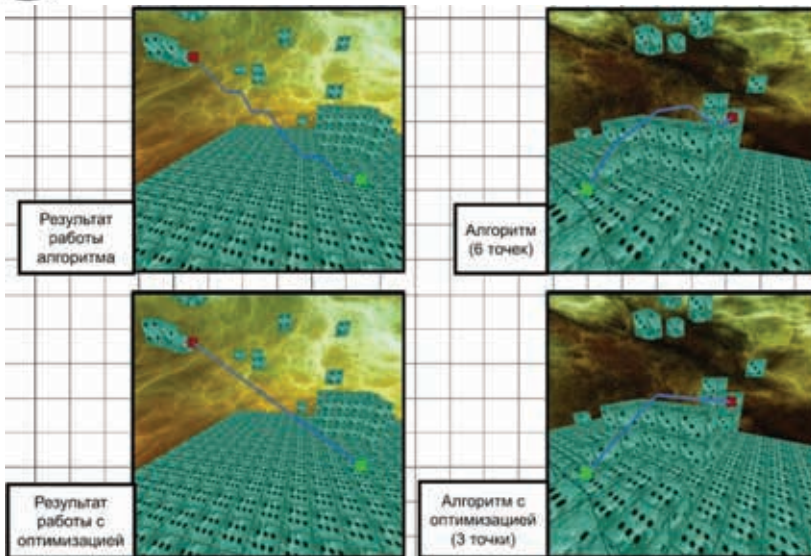 Результат
работы
алгоритма
Алгоритм
(6 точек)
Результат
работы с
оптимизацией
Алгоритм с
оптимизацией
(3 точки)